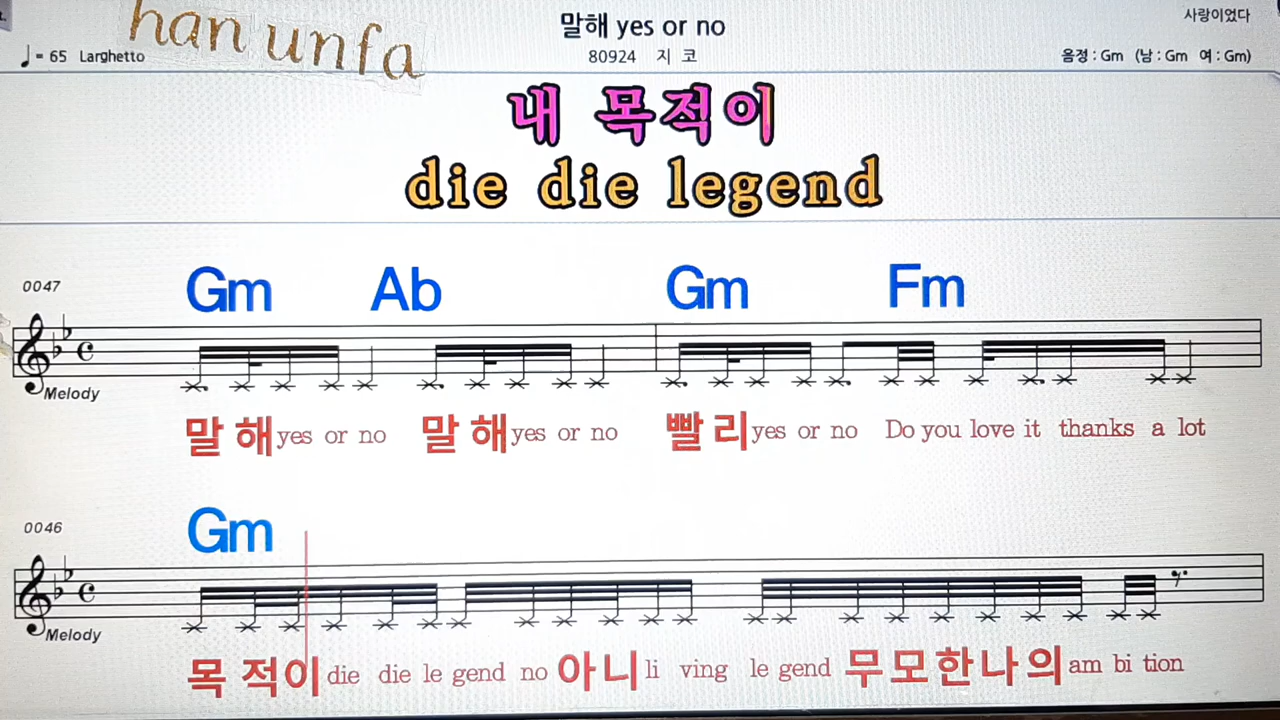 han unfa
말해 yes or no
사랑이었다
♩= 65 Larghetto
80924 지 코
음정 : Gm (남 : Gm 여 : Gm)
내 목적이
die die legend
Gm Ab Gm Fm
0047
Melody
말 해 yes or no 말 해 yes or no 빨 리 yes or no Do you love it thanks a lot
Gm
0046
Melody
목 적이 die die le gend no 아니 li ving le gend 무모한나의 am bi tion